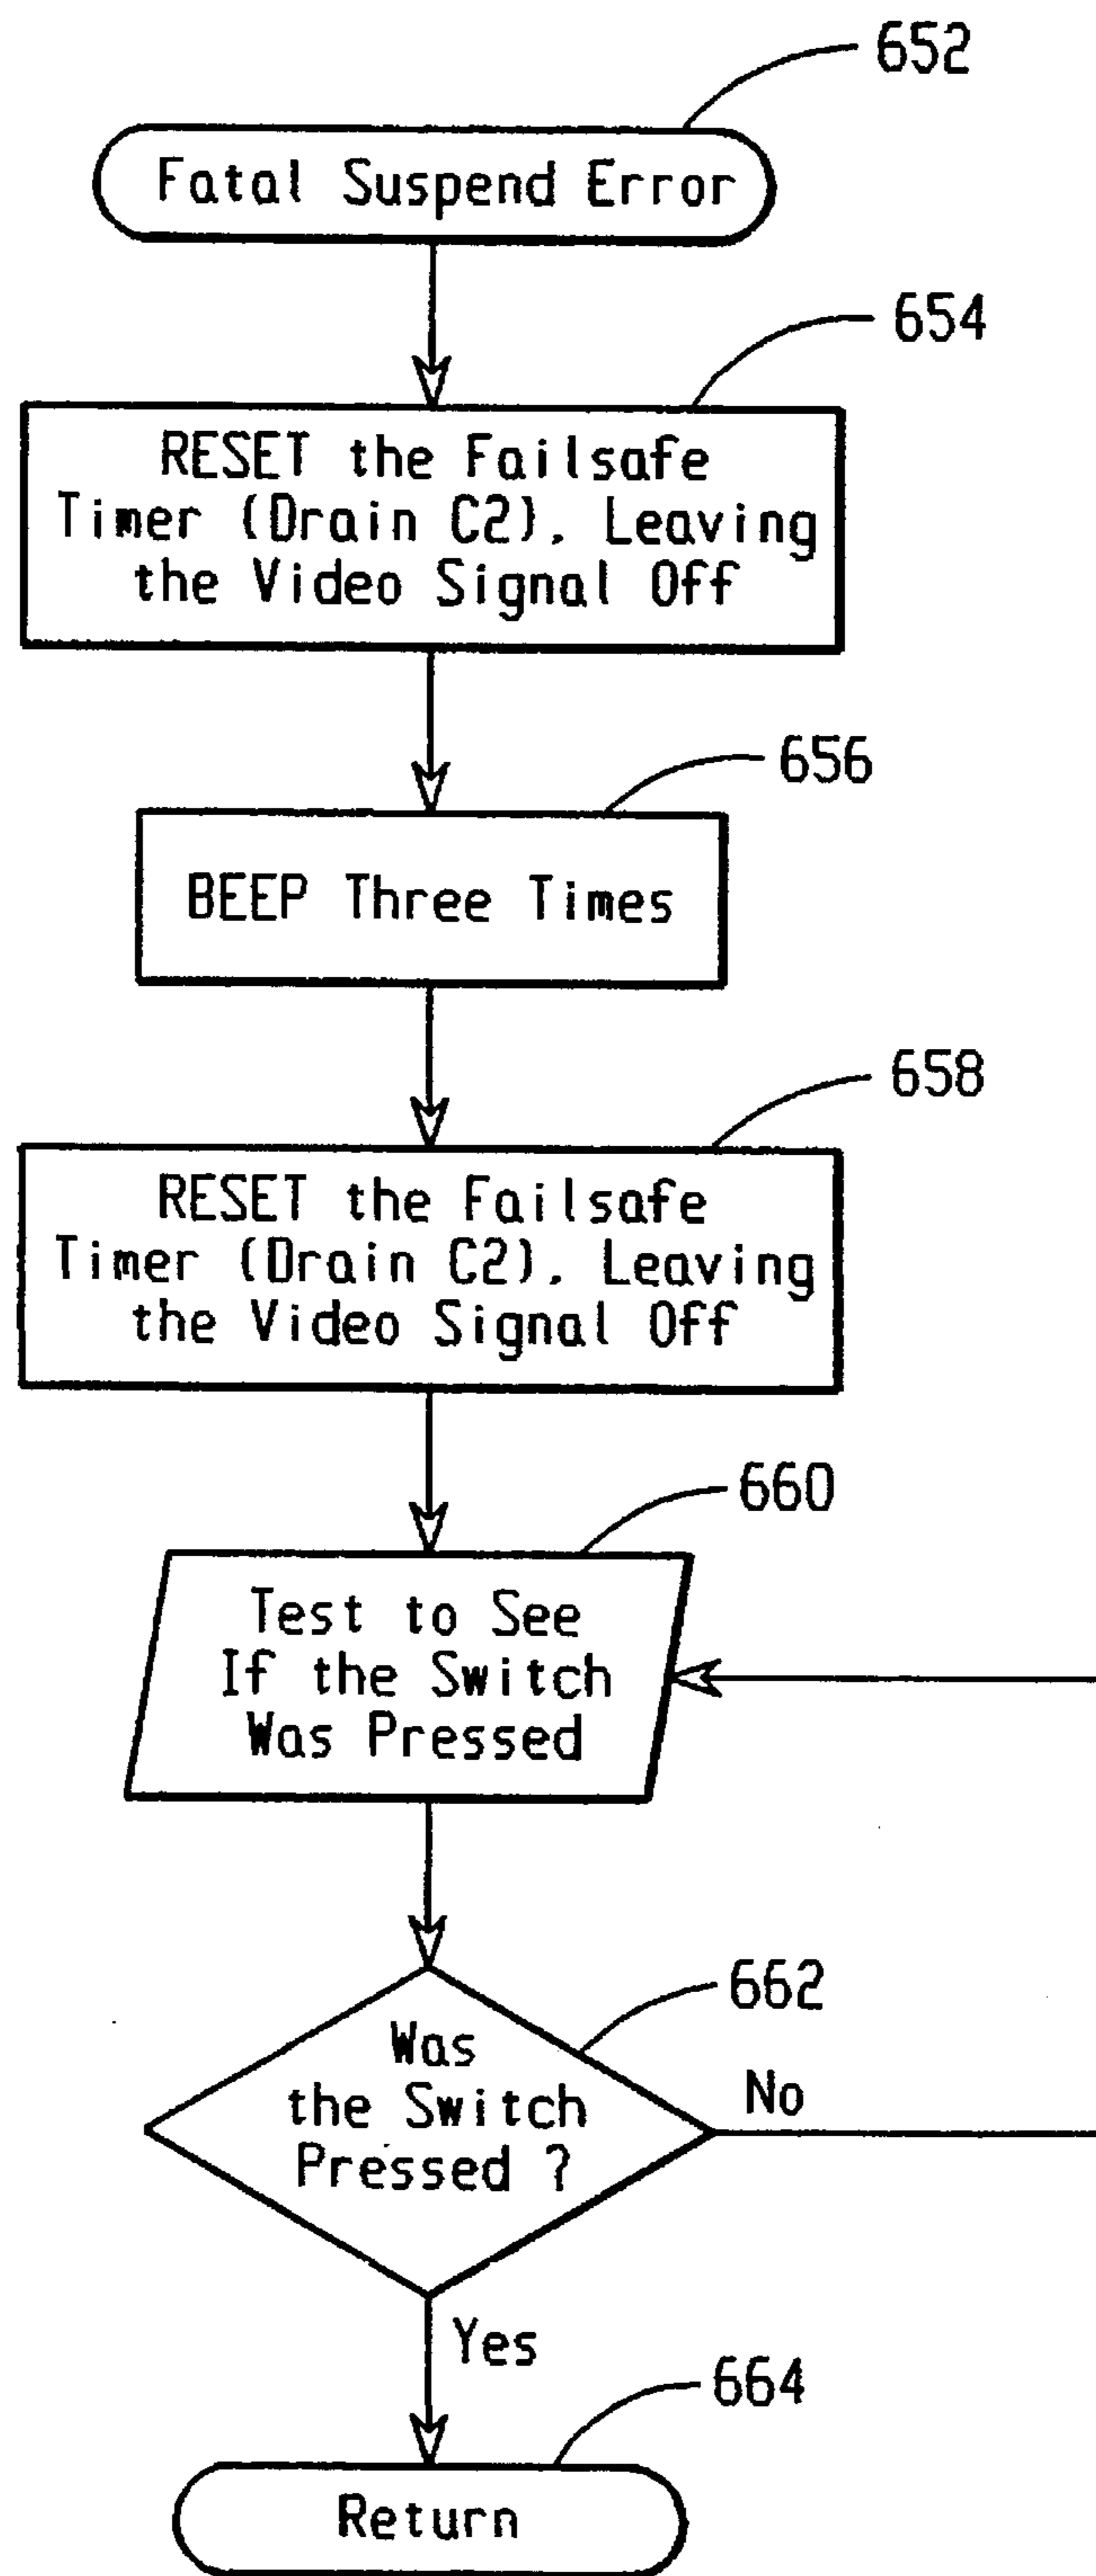 652
Fatal Suspend Error
654
RESET the Failsafe
Timer (Drain C2), Leaving
the Video Signal Off
656
BEEP Three Times
658
RESET the Failsafe
Timer (Drain C2), Leaving
the Video Signal Off
660
Test to See
If the Switch
Was Pressed
662
Was
the Switch
Pressed ?
No
Yes
664
Return